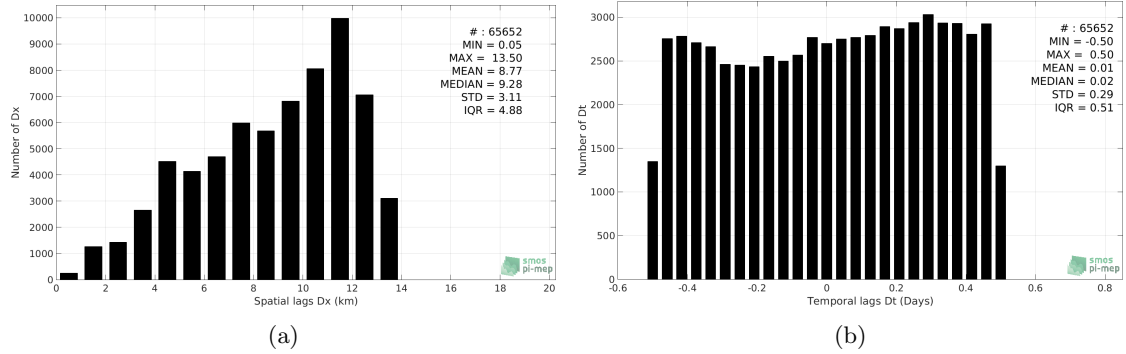 10000
9000
8000
7000
6000
5000
4000
3000
2000
1000
0
Number of Dx
# : 65652
MIN = 0.05
MAX = 13.50
MEAN = 8.77
MEDIAN = 9.28
STD = 3.11
IQR = 4.88
smos
pi-mep
0 2 4 6 8 10 12 14 16 18 20
Spatial lags Dx (km)
(a)
3000
2500
2000
1500
1000
500
0
Number of Dt
# : 65652
MIN = -0.50
MAX = 0.50
MEAN = 0.01
MEDIAN = 0.02
STD = 0.29
IQR = 0.51
smos
pi-mep
-0.6 -0.4 -0.2 0 0.2 0.4 0.6 0.8
Temporal lags Dt (Days)
(b)